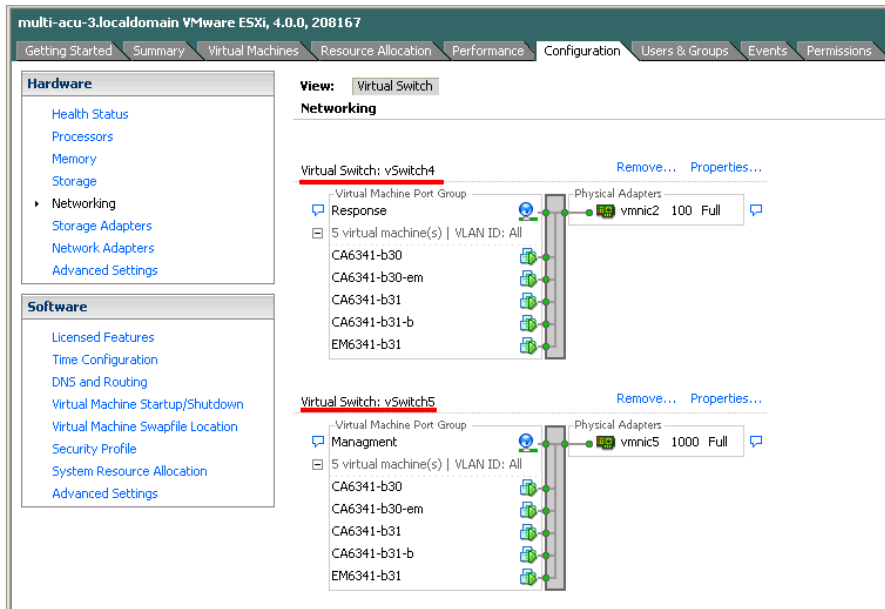 multi-acu-3.localdomain VMware ESXi, 4.0.0, 208167
Getting Started Summary Virtual Machines Resource Allocation Performance Configuration Users & Groups Events Permissions
Hardware
Health Status
Processors
Memory
Storage
Networking
Storage Adapters
Network Adapters
Advanced Settings
Software
Licensed Features
Time Configuration
DNS and Routing
Virtual Machine Startup/Shutdown
Virtual Machine Swapfile Location
Security Profile
System Resource Allocation
Advanced Settings
View: Virtual Switch
Networking
Virtual Switch: vSwitch4 Remove... Properties...
Virtual Machine Port Group Physical Adapters
Response vmnic2 100 Full
5 virtual machine(s) | VLAN ID: All
CA6341-b30
CA6341-b30-em
CA6341-b31
CA6341-b31-b
EM6341-b31
Virtual Switch: vSwitch5 Remove... Properties...
Virtual Machine Port Group Physical Adapters
Managment vmnic5 1000 Full
5 virtual machine(s) | VLAN ID: All
CA6341-b30
CA6341-b30-em
CA6341-b31
CA6341-b31-b
EM6341-b31